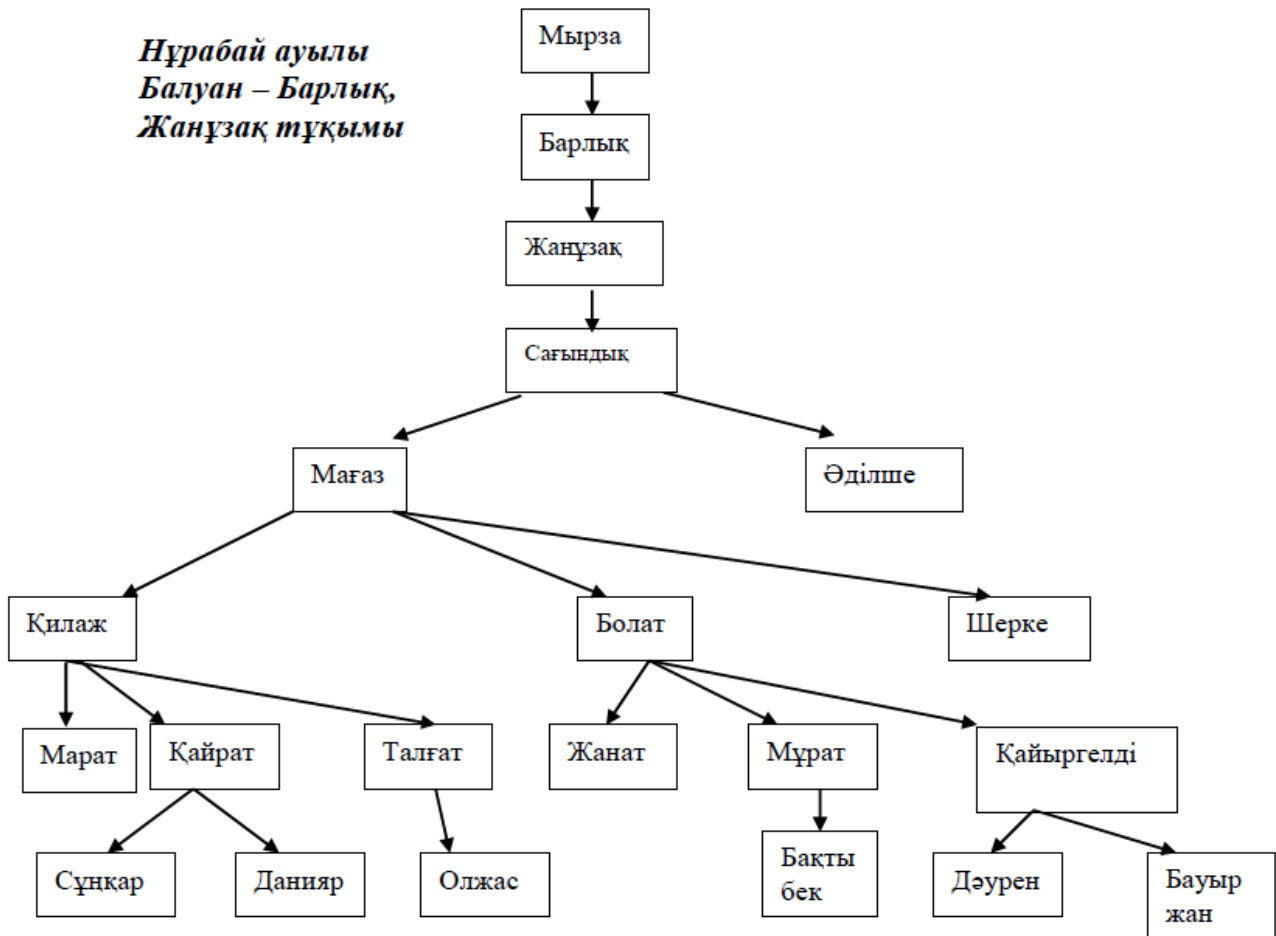 Нұрабай ауылы
Балуан – Барлық,
Жанұзақ тұқымы
Мырза
Барлық
Жанұзақ
Сағындық
Мағаз
Әділше
Қилаж
Болат
Шерке
Марат
Қайрат
Талғат
Жанат
Мұрат
Қайыргелді
Сұңқар
Данияр
Олжас
Бақты
бек
Дәурен
Бауыр
жан